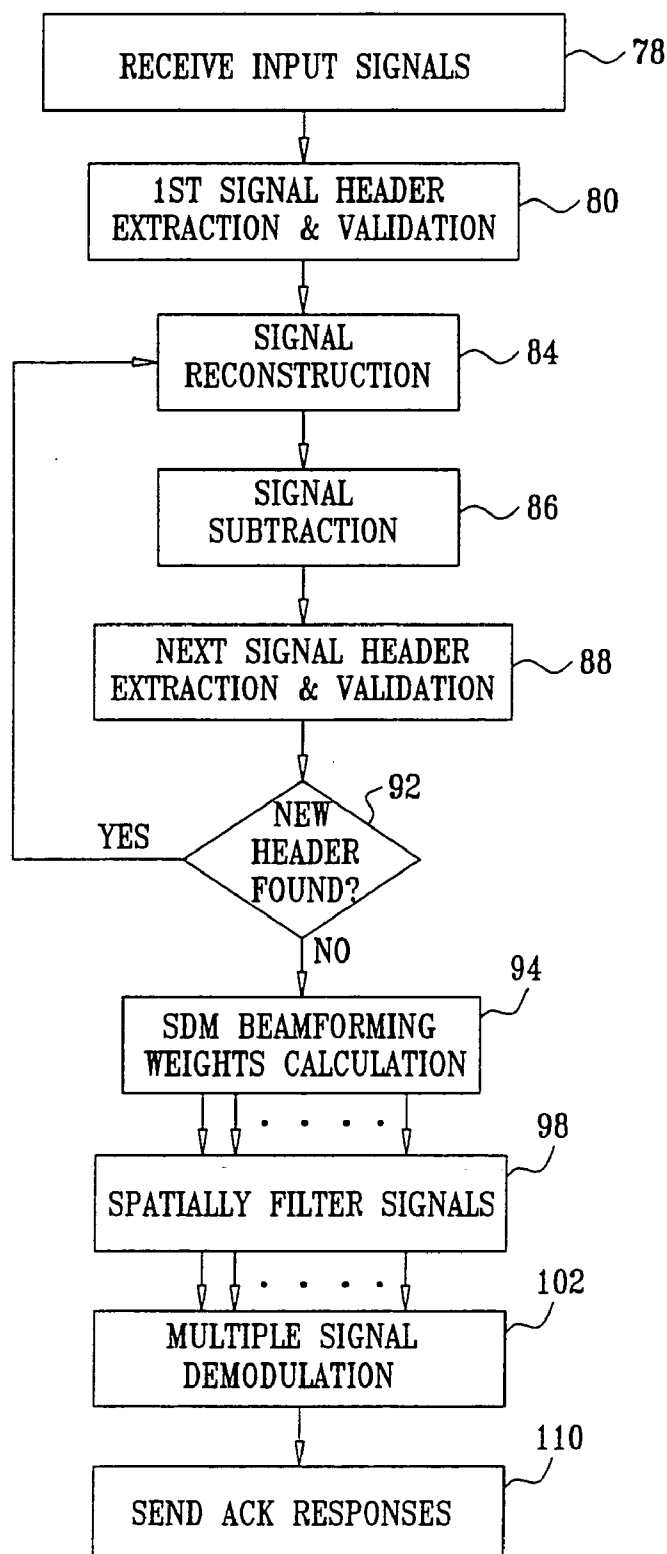 RECEIVE INPUT SIGNALS
78
1ST SIGNAL HEADER
EXTRACTION & VALIDATION
80
SIGNAL
RECONSTRUCTION
84
SIGNAL
SUBTRACTION
86
NEXT SIGNAL HEADER
EXTRACTION & VALIDATION
88
92
YES
NEW
HEADER
FOUND?
NO
94
SDM BEAMFORMING
WEIGHTS CALCULATION
98
SPATIALLY FILTER SIGNALS
102
MULTIPLE SIGNAL
DEMODULATION
110
SEND ACK RESPONSES